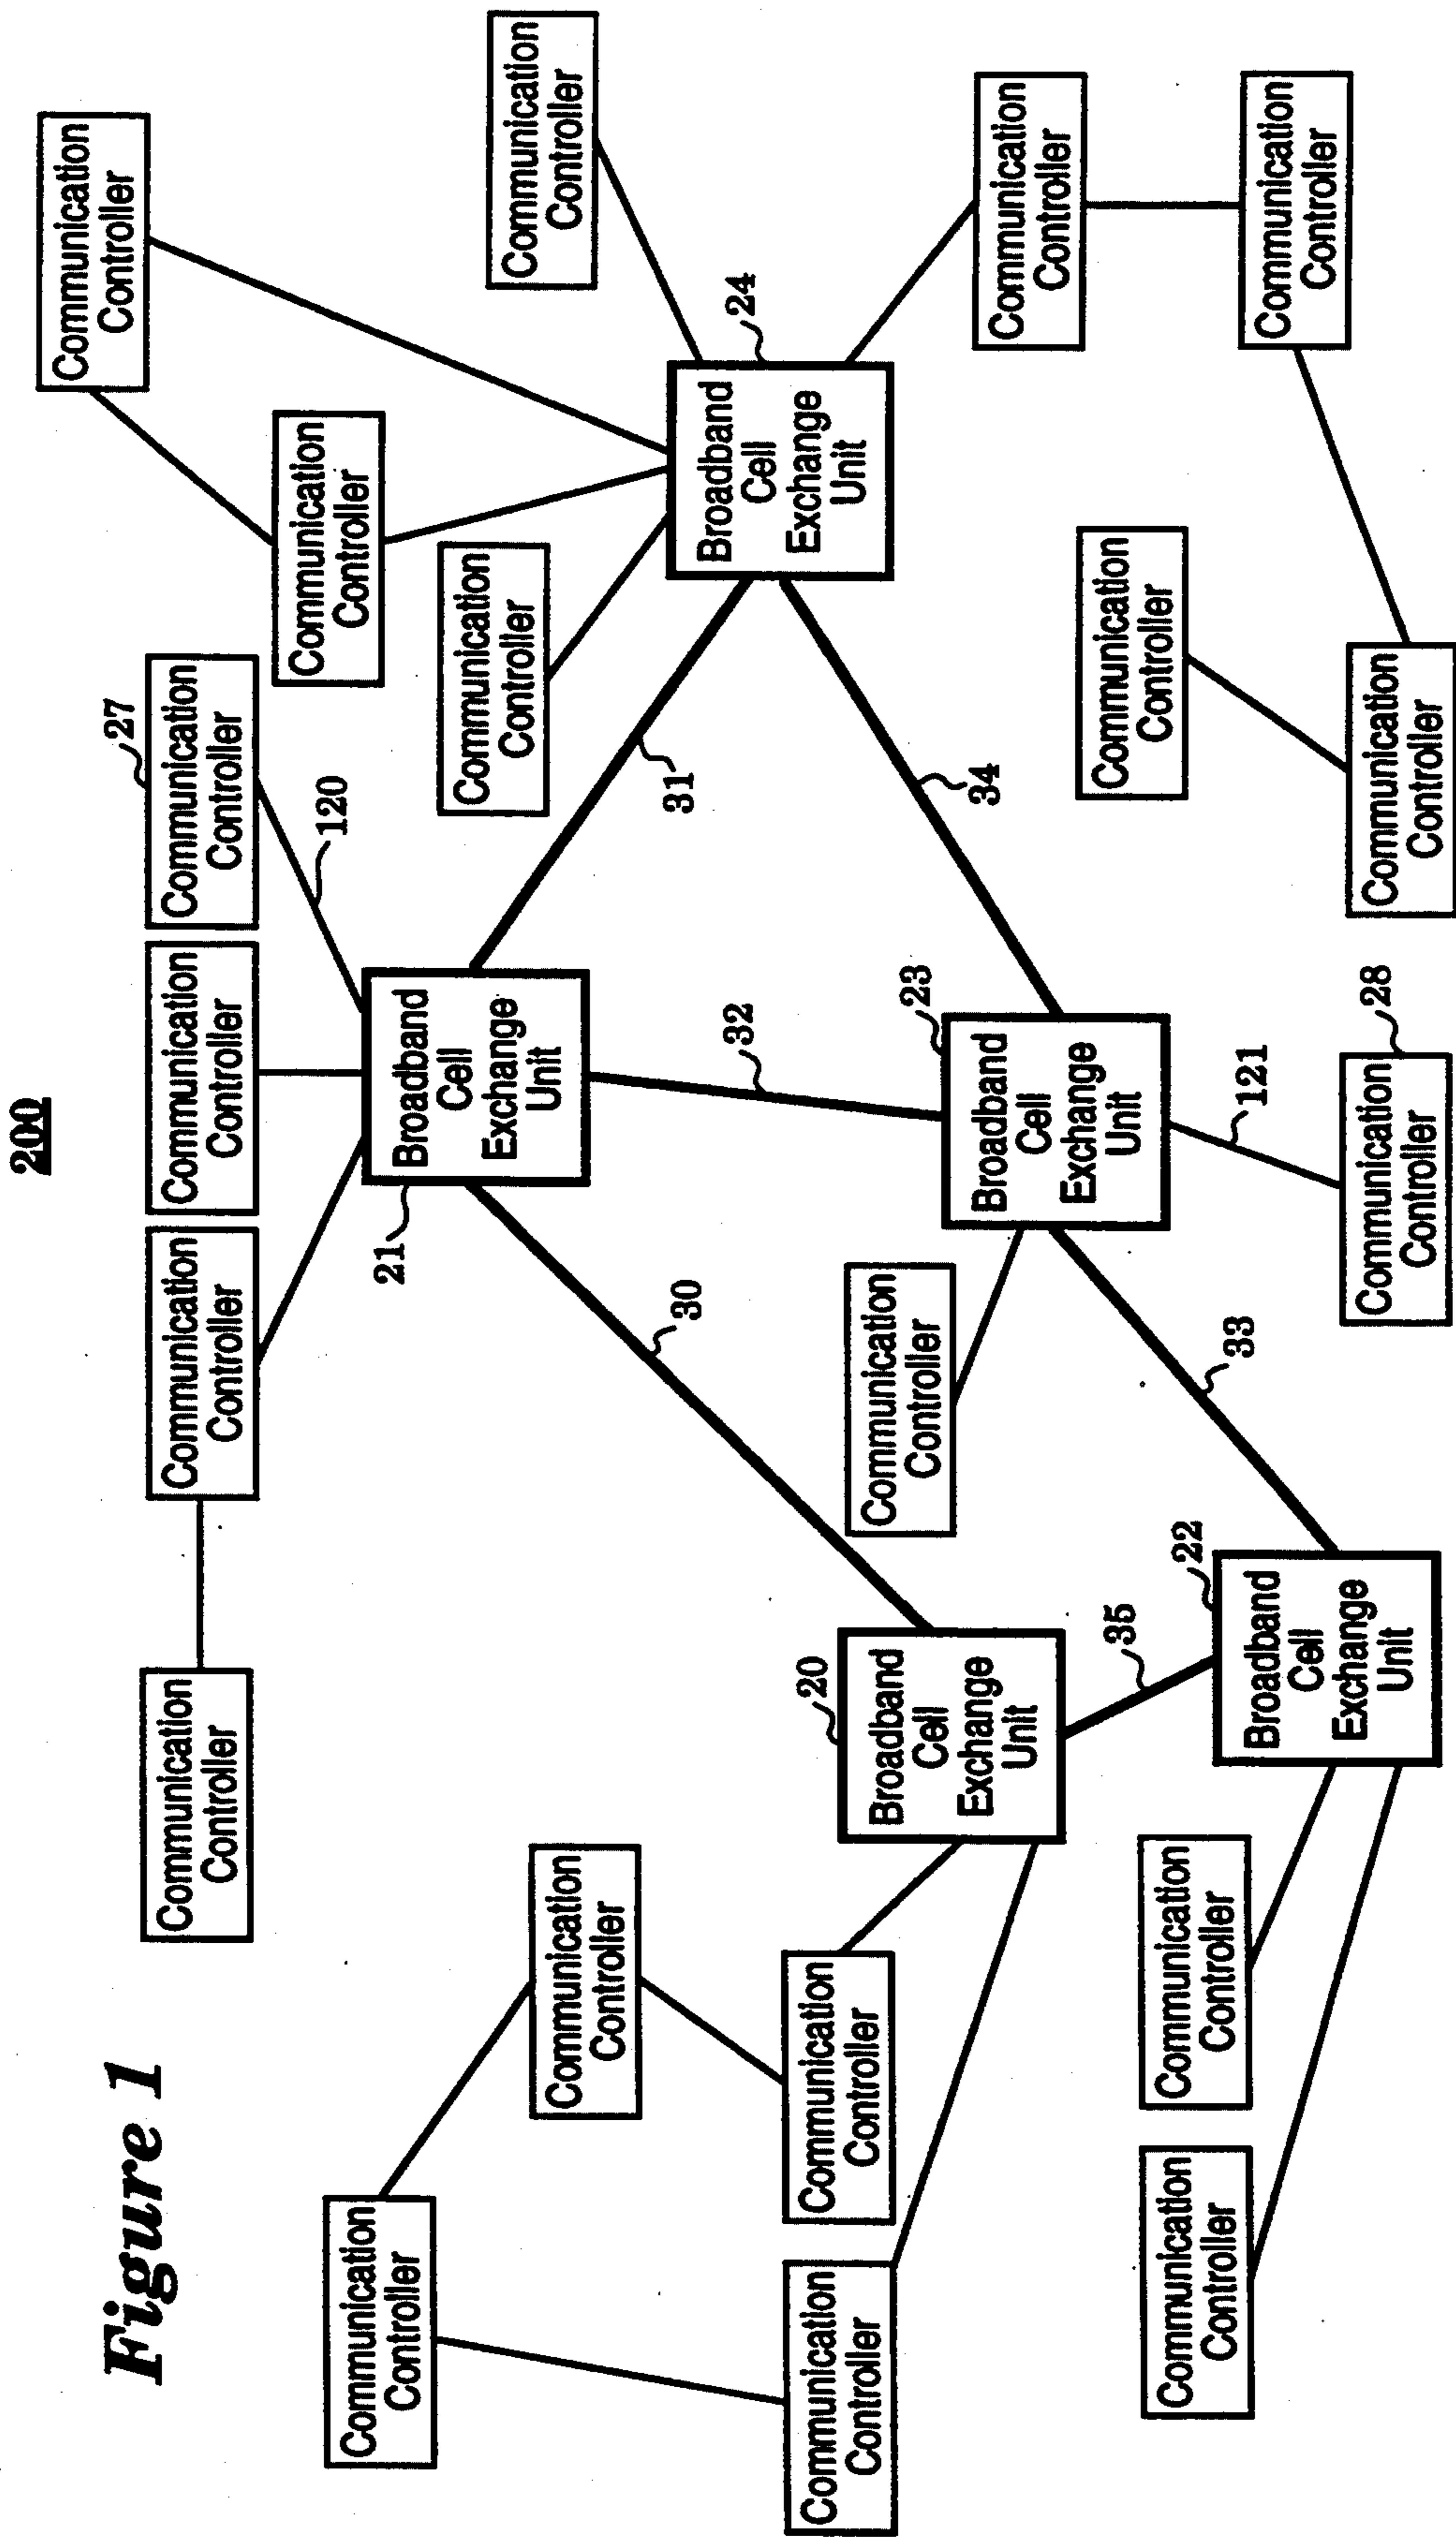 200
Figure 1
Communication
Controller
Communication
Controller
Communication
Controller
Communication
Controller
27
Communication
Controller
120
Communication
Controller
Communication
Controller
21
Broadband
Cell
Exchange
Unit
Communication
Controller
Communication
Controller
Communication
Controller
30
31
24
Broadband
Cell
Exchange
Unit
32
Communication
Controller
Communication
Controller
20
Broadband
Cell
Exchange
Unit
Communication
Controller
23
Broadband
Cell
Exchange
Unit
34
Communication
Controller
Communication
Controller
35
Communication
Controller
Communication
Controller
22
Broadband
Cell
Exchange
Unit
33
121
Communication
Controller
Communication
Controller
28
Communication
Controller